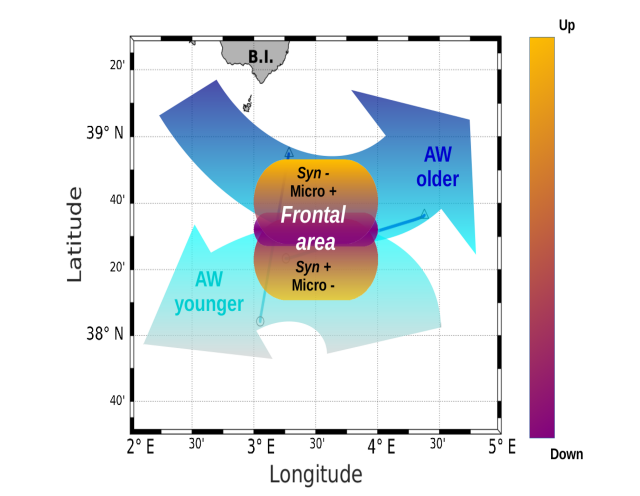 Up
B.I.
20'
39° N
AW
older
Syn -
Micro +
40'
Frontal
area
Latitude
20'
Syn +
Micro -
AW
younger
38° N
40'
2° E
30'
3° E
30'
4° E
30'
5° E
Down
Longitude